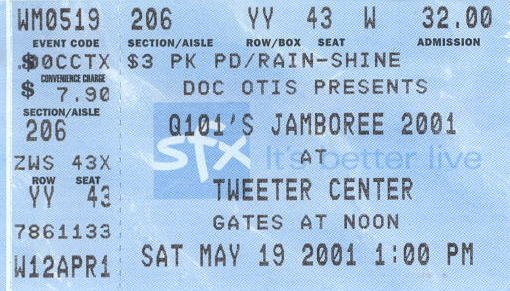 WM0519 206 YY 43 W 32.00
EVENT CODE SECTION/AISLE ROW/BOX SEAT ADMISSION
$ 0CCTX $3 PK PD/RAIN-SHINE
CONVENIENCE CHARGE
$ 7.90 DOC OTIS PRESENTS
SECTION/AISLE
206 Q101'S JAMBOREE 2001
STX It's better live
ZWS 43X AT
ROW SEAT
YY 43 TWEETER CENTER
GATES AT NOON
7861133
W12APR1 SAT MAY 19 2001 1:00 PM